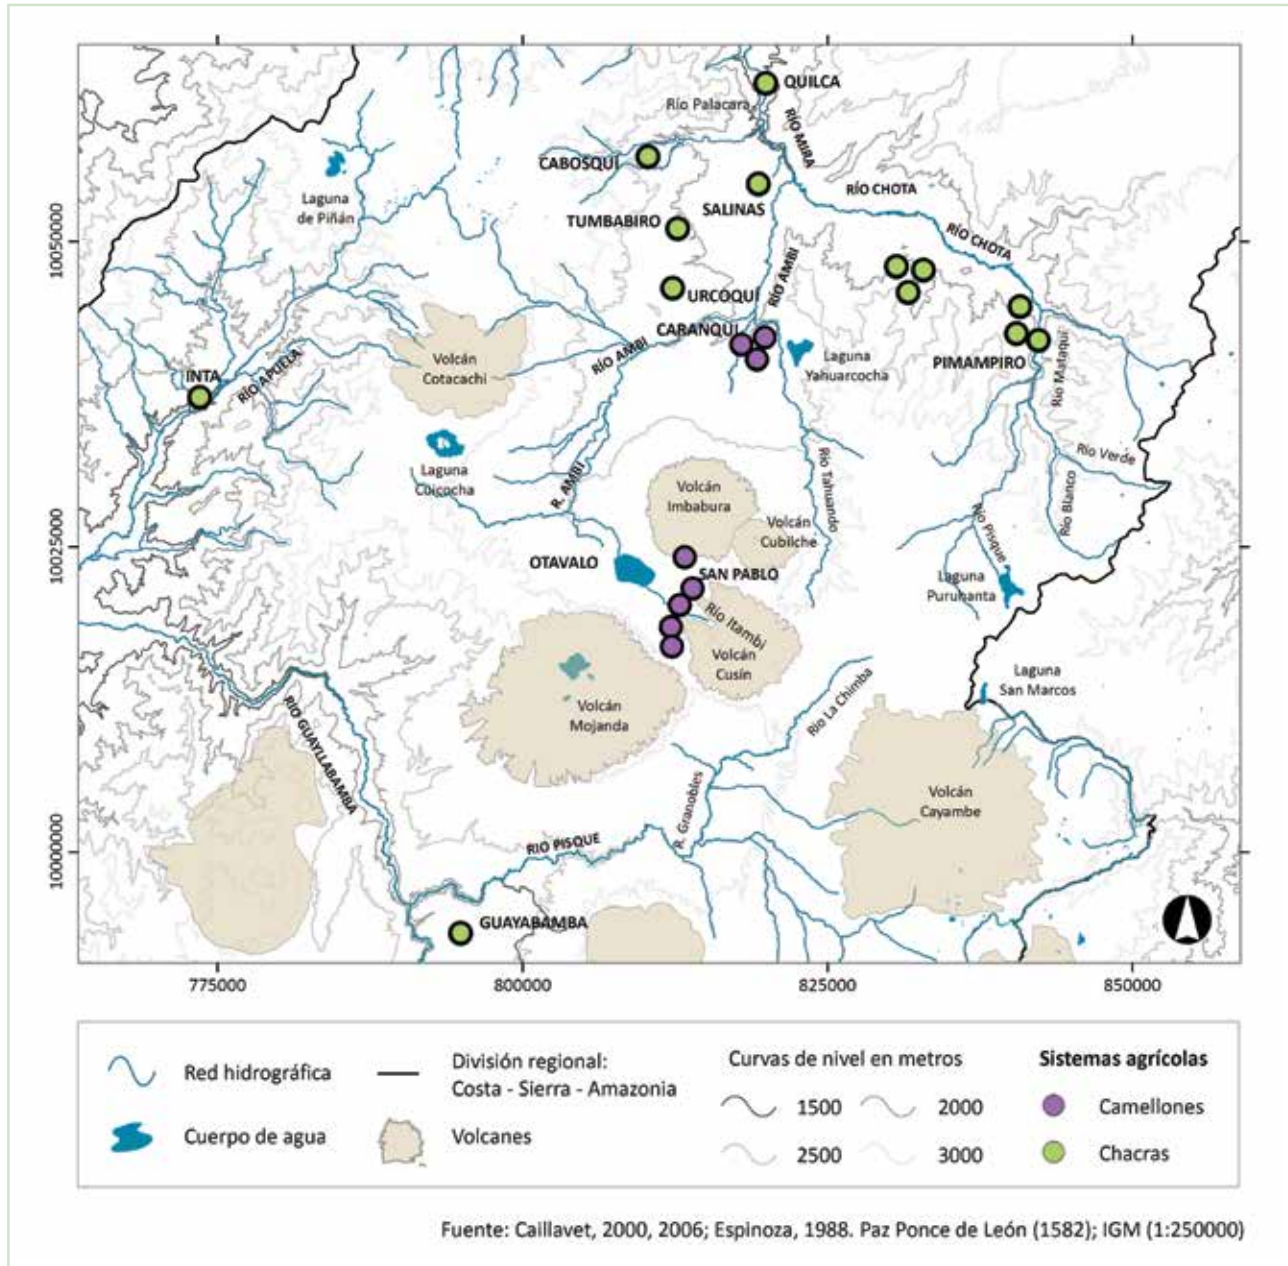 QUILCA
Río Palacara
RÍO MIRA
CABOSQUÍ
Laguna
de Piñán
SALINAS
RÍO CHOTA
TUMBABIRO
RÍO CHOTA
10050000
URCOQUÍ
RÍO AMBI
CARANQUI
RÍO AMBI
Volcán
Cotacachi
Laguna
Yahuarcocha
PIMAMPIRO
Río Mataquí
INTA
RÍO APUELA
Laguna
Cuicocha
R. AMBI
Volcán
Imbabura
Río Tahuando
Río Verde
Río Blanco
Volcán
Cubilche
Río Pisque
10025000
OTAVALO
SAN PABLO
Laguna
Puruhanta
Río Itambi
Volcán
Cusín
Laguna
San Marcos
Volcán
Mojanda
Río La Chimba
RÍO GUAYLLABAMBA
R. Granobles
Volcán
Cayambe
RIO PISQUE
10000000
GUAYABAMBA
775000
800000
825000
850000
Red hidrográfica
Cuerpo de agua
División regional:
Costa - Sierra - Amazonia
Volcanes
Curvas de nivel en metros
1500
2000
2500
3000
Sistemas agrícolas
Camellones
Chacras
Fuente: Caillavet, 2000, 2006; Espinoza, 1988. Paz Ponce de León (1582); IGM (1:250000)